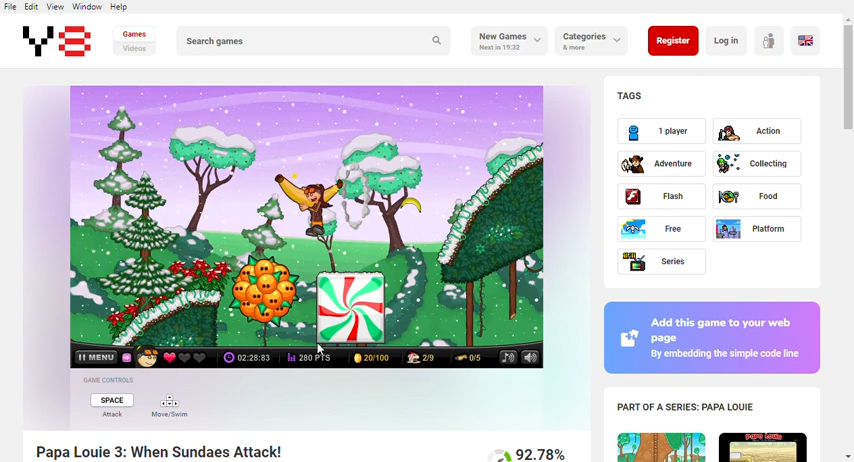 File Edit View Window Help
Y8
Games
Videos
Search games
New Games
Next in 19:32
Categories
& more
Register
Log in
TAGS
1 player
Action
Adventure
Collecting
Flash
Food
Free
Platform
Series
MENU
02:28:83
280 PTS
20/100
2/9
0/5
GAME CONTROLS
SPACE
Attack
Move/Swim
Add this game to your web
page
By embedding the simple code line
PART OF A SERIES: PAPA LOUIE
Papa Louie 3: When Sundaes Attack!
92.78%